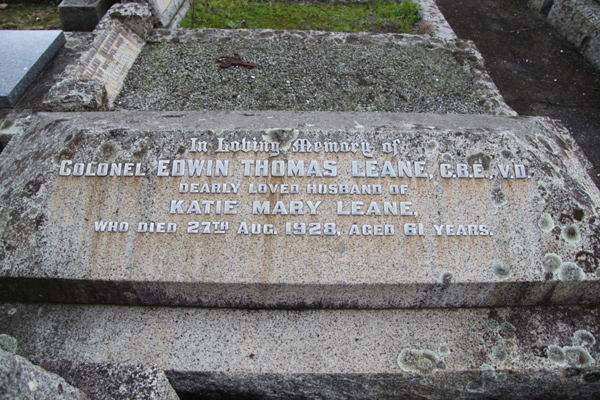 In Loving Memory of
COLONEL EDWIN THOMAS LEANE, C.B.E., V.D.
DEARLY LOVED HUSBAND OF
KATIE MARY LEANE,
WHO DIED 27TH AUG. 1928, AGED 61 YEARS.